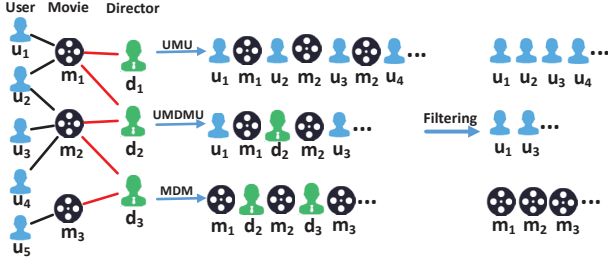 User Movie Director
u1
u2
u3
u4
u5
m1
m2
m3
d1
d2
d3
UMU
u1 m1 u2 m2 u3 m2 u4 ...
UMDMU
u1 m1 d2 m2 u3 ...
MDM
m1 d2 m2 d3 m3 ...
Filtering
u1 u2 u3 u4 ...
u1 u3 ...
m1 m2 m3 ...